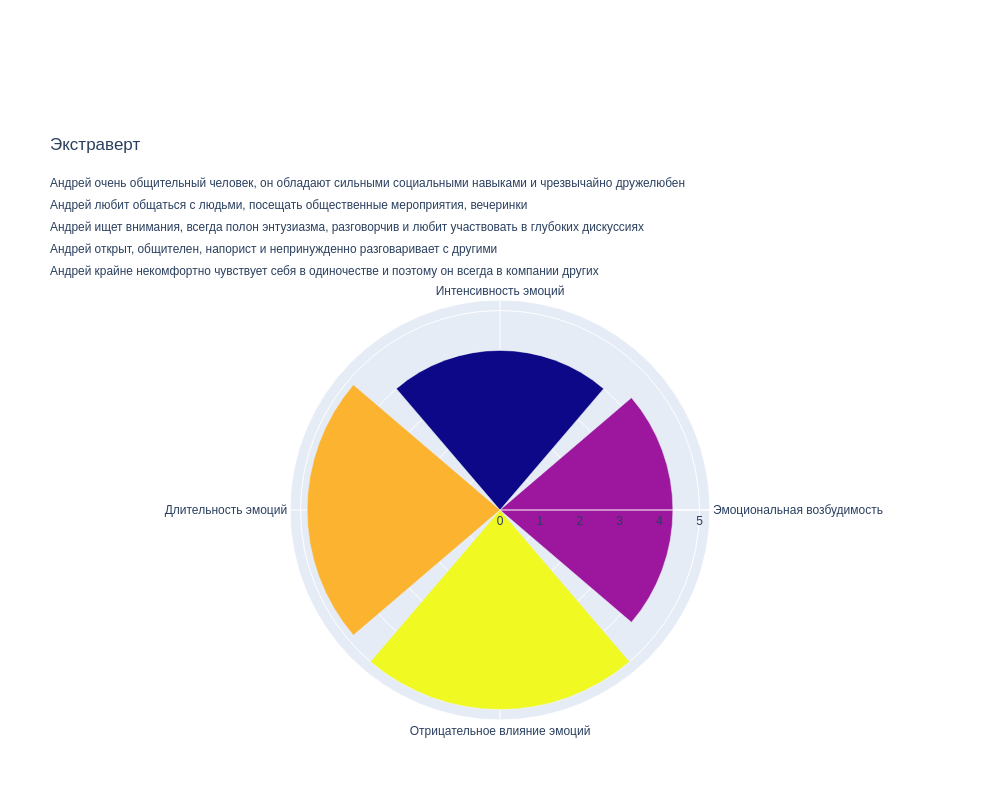 Экстраверт
Андрей очень общительный человек, он обладают сильными социальными навыками и чрезвычайно дружелюбен
Андрей любит общаться с людьми, посещать общественные мероприятия, вечеринки
Андрей ищет внимания, всегда полон энтузиазма, разговорчив и любит участвовать в глубоких дискуссиях
Андрей открыт, общителен, напорист и непринужденно разговаривает с другими
Андрей крайне некомфортно чувствует себя в одиночестве и поэтому он всегда в компании других
Интенсивность эмоций
Длительность эмоций
Эмоциональная возбудимость
0 1 2 3 4 5
Отрицательное влияние эмоций